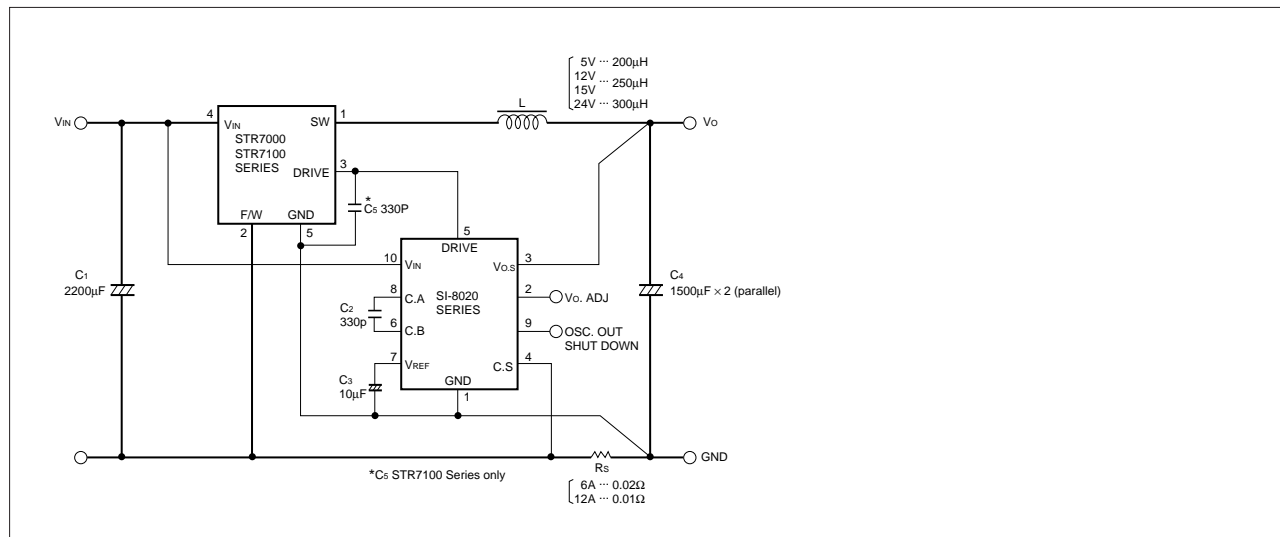 5V ··· 200μH
12V
··· 250μH
15V
24V ··· 300μH
L
VIN
4
VIN
STR7000
STR7100
SERIES
SW
1
VO
DRIVE
3
*
C5 330P
F/W
2
GND
5
5
DRIVE
10
VIN
VO.S
3
C1
2200μF
C2
330p
8
C.A
6
C.B
SI-8020
SERIES
2
VO. ADJ
9
OSC. OUT
SHUT DOWN
C4
1500μF × 2 (parallel)
7
VREF
C.S
4
C3
10μF
GND
1
GND
*C5 STR7100 Series only
RS
6A ··· 0.02Ω
12A ··· 0.01Ω